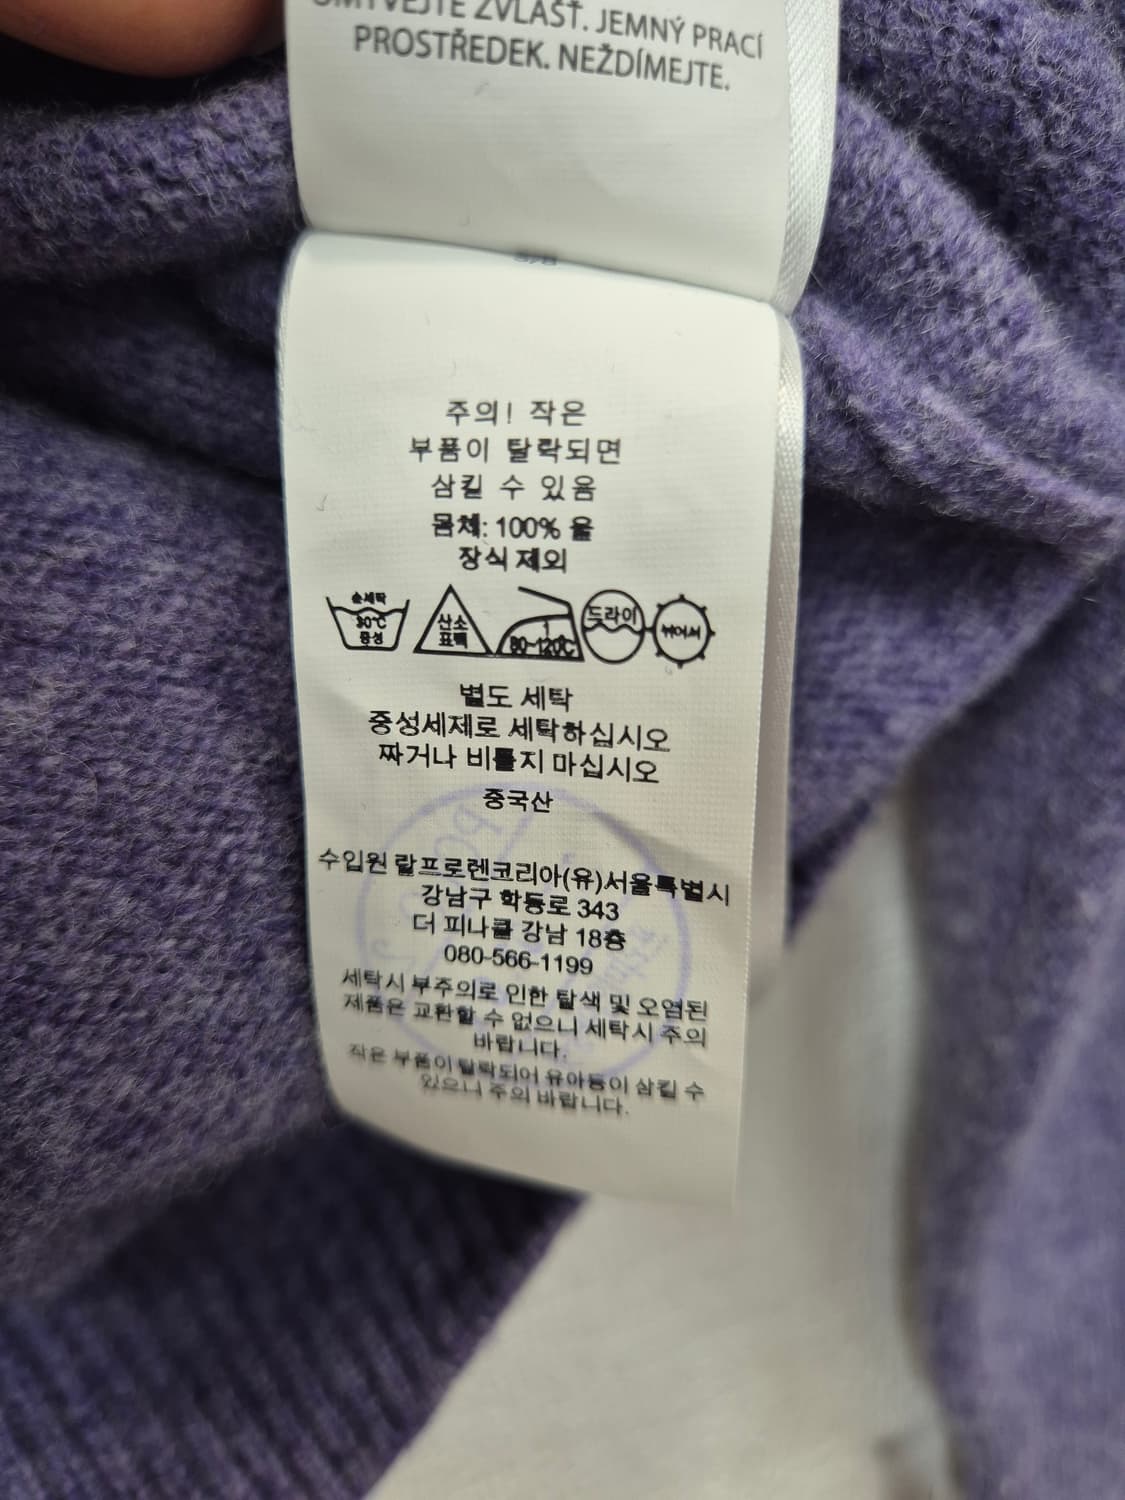 ZVLÁŠŤ. JEMNÝ PRACÍ
PROSTŘEDEK. NEŽDÍMEJTE.
주의! 작은
부품이 탈락되면
삼킬 수 있음
몸체: 100% 울
장식 제외
손세탁
30℃
중성
산소
표백
80~120℃
드라이
뉘어서
별도 세탁
중성세제로 세탁하십시오
짜거나 비틀지 마십시오
중국산
수입원 랄프로렌코리아(유)서울특별시
강남구 학동로 343
더 피나클 강남 18층
080-566-1199
세탁시 부주의로 인한 탈색 및 오염된
제품은 교환할 수 없으니 세탁시 주의
바랍니다.
작은 부품이 탈락되어 유아등이 삼킬 수
있으니 주의 바랍니다.